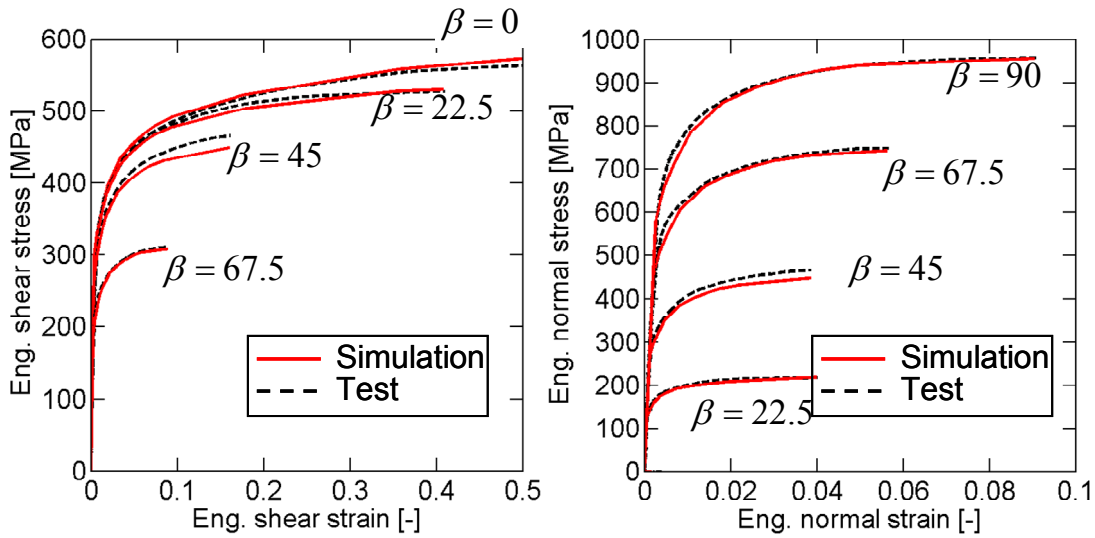 β = 0
600
500
400
300
200
100
0
Eng. shear stress [MPa]
β = 22.5
β = 45
β = 67.5
Simulation
Test
0 0.1 0.2 0.3 0.4 0.5
Eng. shear strain [-]
1000
900
800
700
600
500
400
300
200
100
0
Eng. normal stress [MPa]
β = 90
β = 67.5
β = 45
β = 22.5
Simulation
Test
0 0.02 0.04 0.06 0.08 0.1
Eng. normal strain [-]